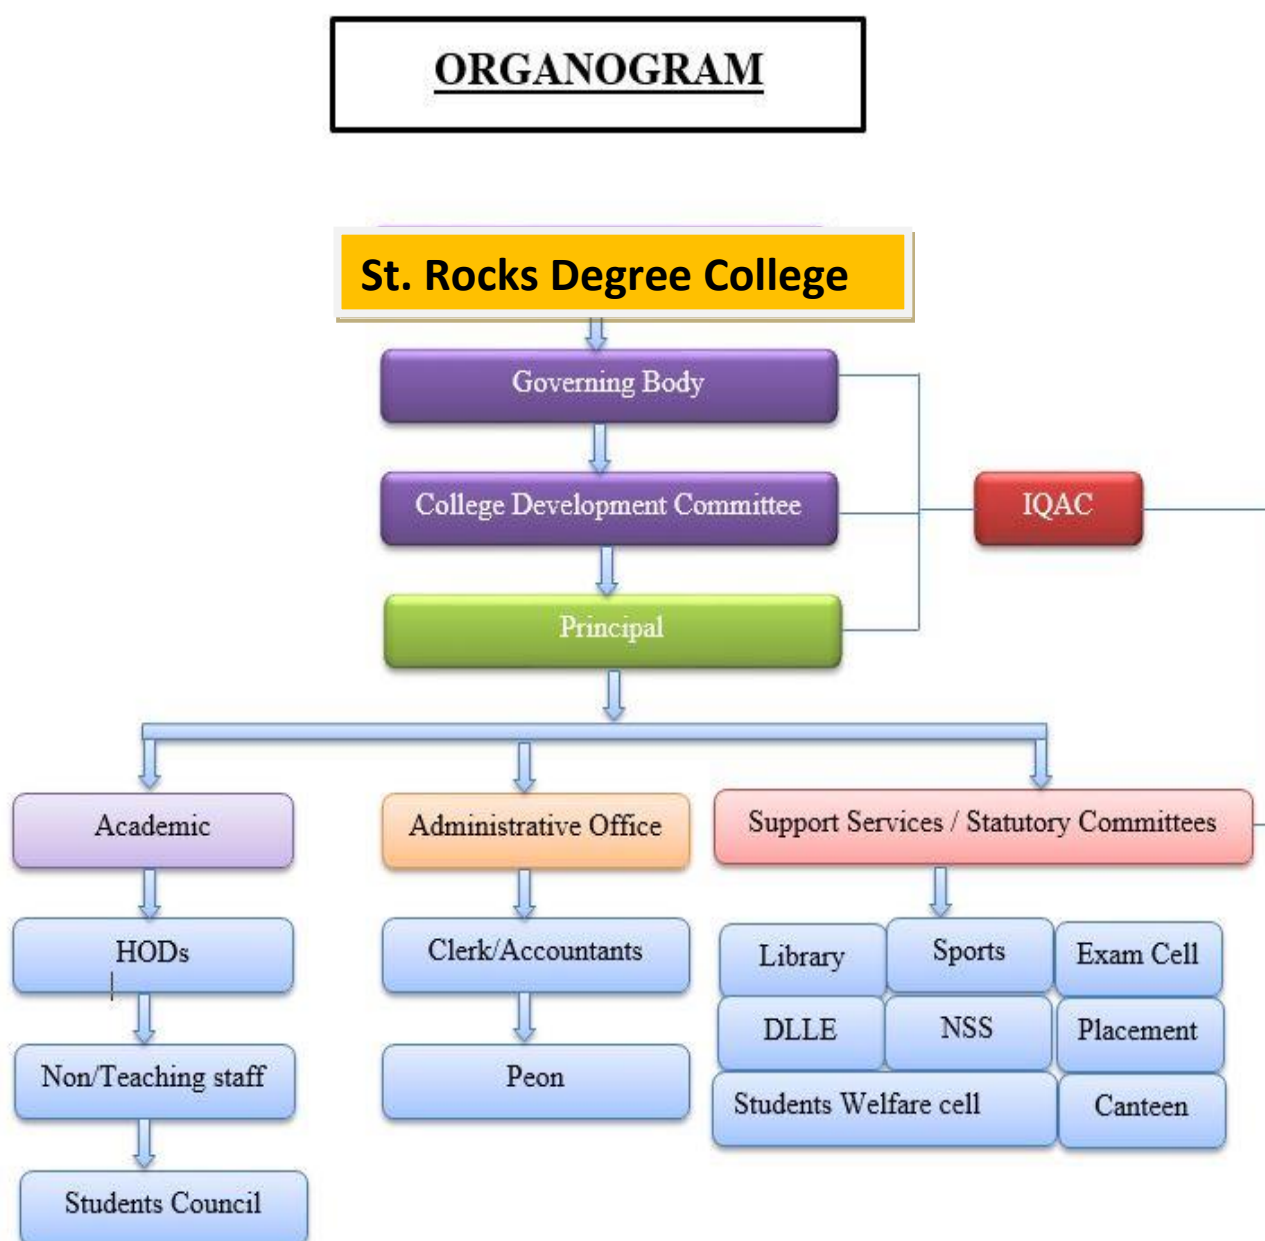 ORGANOGRAM
St. Rocks Degree College
Governing Body
College Development Committee
IQAC
Principal
Academic
Administrative Office
Support Services / Statutory Committees
HODs
Clerk/Accountants
Library
Sports
Exam Cell
DLLE
NSS
Placement
Non/Teaching staff
Peon
Students Welfare cell
Canteen
Students Council